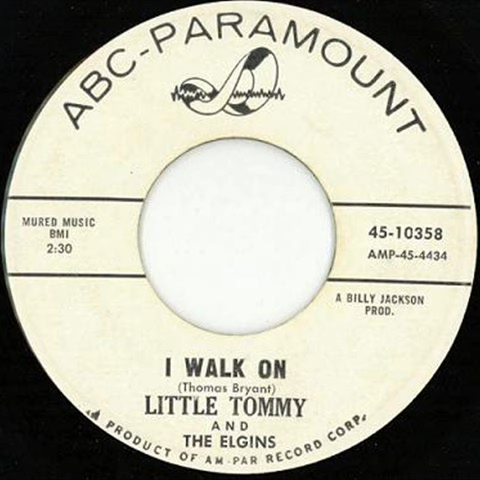 ABC-PARAMOUNT
MURED MUSIC
BMI
2:30
45-10358
AMP-45-4434
A BILLY JACKSON
PROD.
I WALK ON
(Thomas Bryant)
LITTLE TOMMY
AND
THE ELGINS
A PRODUCT OF AM-PAR RECORD CORP.